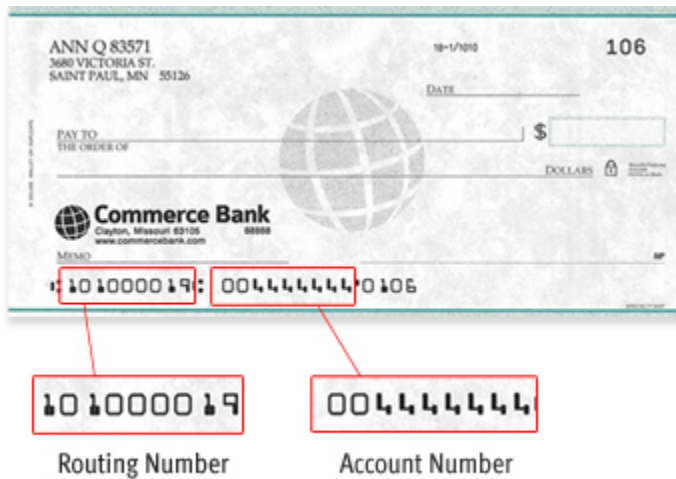 ANN Q 83571
3680 VICTORIA ST.
SAINT PAUL, MN 55126
18-1/1010
106
DATE
PAY TO
THE ORDER OF
$
DOLLARS
Commerce Bank
Clayton, Missouri 63105 88888
www.commercebank.com
MEMO
MP
⑆101000019⑆ 0044444444⑈0106
101000019
004444444
Routing Number
Account Number